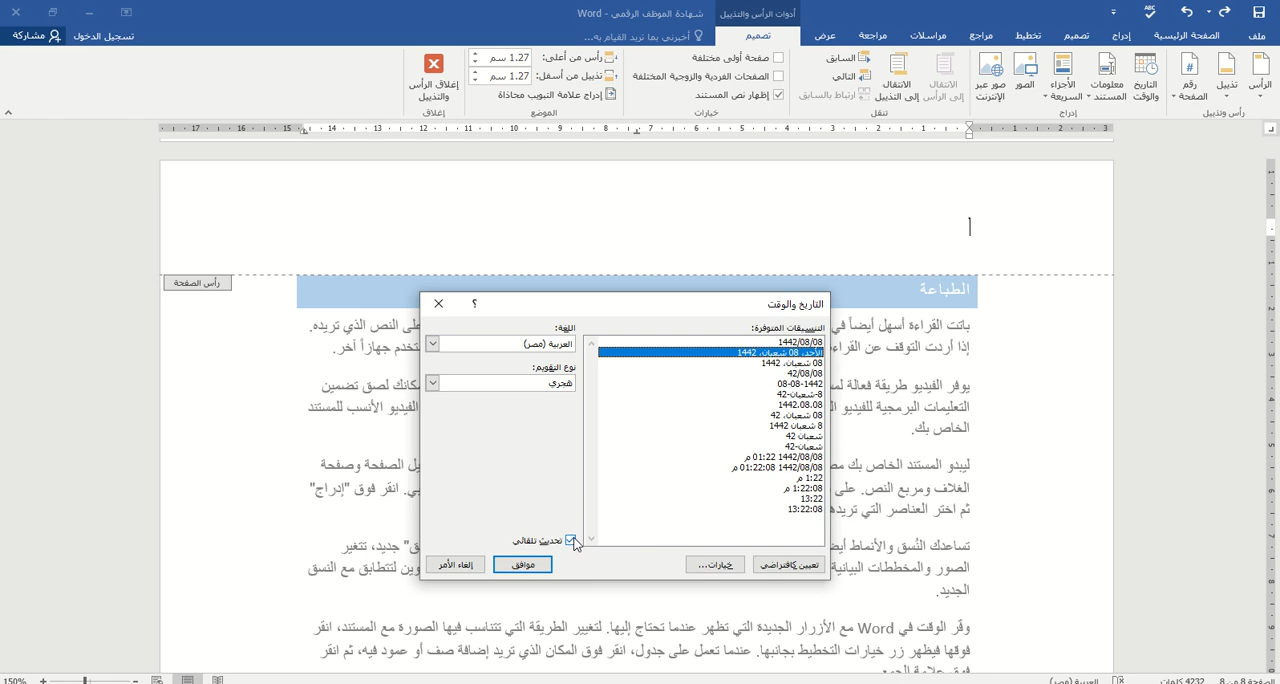 شهادة الموظف الرقمي - Word
أدوات الرأس والتذييل
ملف
الصفحة الرئيسية
إدراج
تصميم
تخطيط
مراجع
مراسلات
مراجعة
عرض
تصميم
أخبرني بما تريد القيام به...
تسجيل الدخول
مشاركة
الرأس
تذييل
رقم الصفحة
رأس وتذييل
التاريخ والوقت
معلومات المستند
الأجزاء السريعة
الصور
صور عبر الإنترنت
إدراج
الانتقال إلى الرأس
الانتقال إلى التذييل
السابق
التالي
ارتباط بالسابق
تنقل
صفحة أولى مختلفة
الصفحات الفردية والزوجية المختلفة
إظهار نص المستند
خيارات
رأس من أعلى: 1.27 سم
تذييل من أسفل: 1.27 سم
إدراج علامة التبويب محاذاة
الموضع
إغلاق الرأس والتذييل
إغلاق
رأس الصفحة
الطباعة
باتت القراءة أسهل أيضاً في
على النص الذي تريده.
إذا أردت التوقف عن القراءة
تخدم جهازاً آخر.
يوفر الفيديو طريقة فعالة
مكانك لصق تضمين
التعليمات البرمجية للفيديو
الفيديو الأنسب للمستند
الخاص بك.
ليبدو المستند الخاص بك
الصفحة وصفحة
الغلاف ومربع النص. على
انقر فوق "إدراج"
ثم اختر العناصر التي تريدها
تساعدك النُسق والأنماط
جديد، تتغير
الصور والمخططات البيانية
لتتطابق مع النسق
الجديد.
وفّر الوقت في Word مع الأزرار الجديدة التي تظهر عندما تحتاج إليها. لتغيير الطريقة التي تتناسب فيها الصورة مع المستند، انقر
فوقها فيظهر زر خيارات التخطيط بجانبها. عندما تعمل على جدول، انقر فوق المكان الذي تريد إضافة صف أو عمود فيه، ثم انقر
فوق علامة الجمع.
التاريخ والوقت
التنسيقات المتوفرة:
1442/08/08
الأحد، 08 شعبان، 1442
08 شعبان، 1442
42/08/08
08-08-1442
8-شعبان-42
1442.08.08
08 شعبان، 42
8 شعبان 1442
شعبان 42
شعبان-42
1442/08/08 01:22 م
1442/08/08 01:22:08 م
1:22 م
1:22:08 م
13:22
13:22:08
اللغة:
العربية (مصر)
نوع التقويم:
هجري
تحديث تلقائي
تعيين كافتراضي
خيارات...
موافق
إلغاء الأمر
الصفحة 8 من 8
4232 كلمات
العربية (مصر)
150%